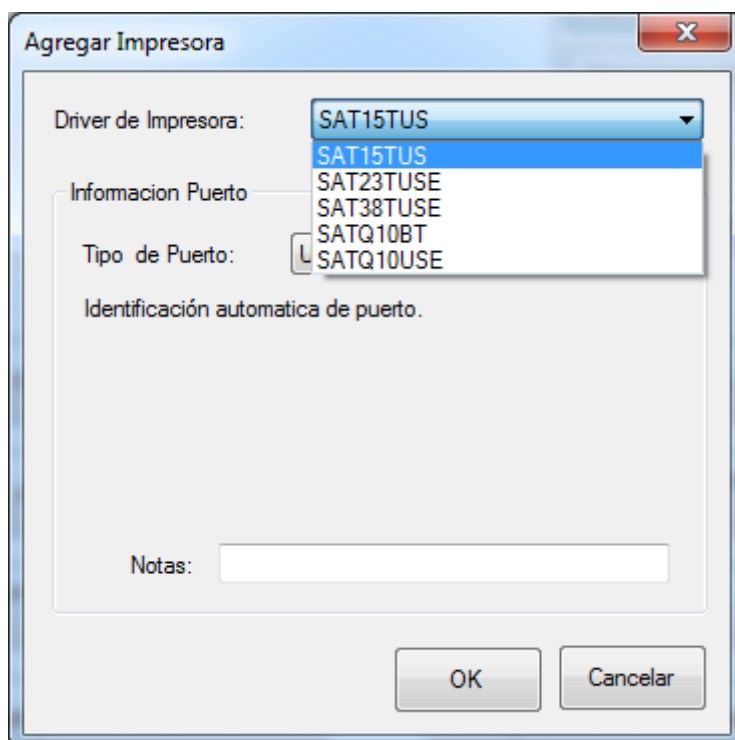 Agregar Impresora
Driver de Impresora: SAT15TUS
SAT15TUS
SAT23TUSE
SAT38TUSE
SATQ10BT
SATQ10USE
Informacion Puerto
Tipo de Puerto:
Identificación automatica de puerto.
Notas:
OK Cancelar